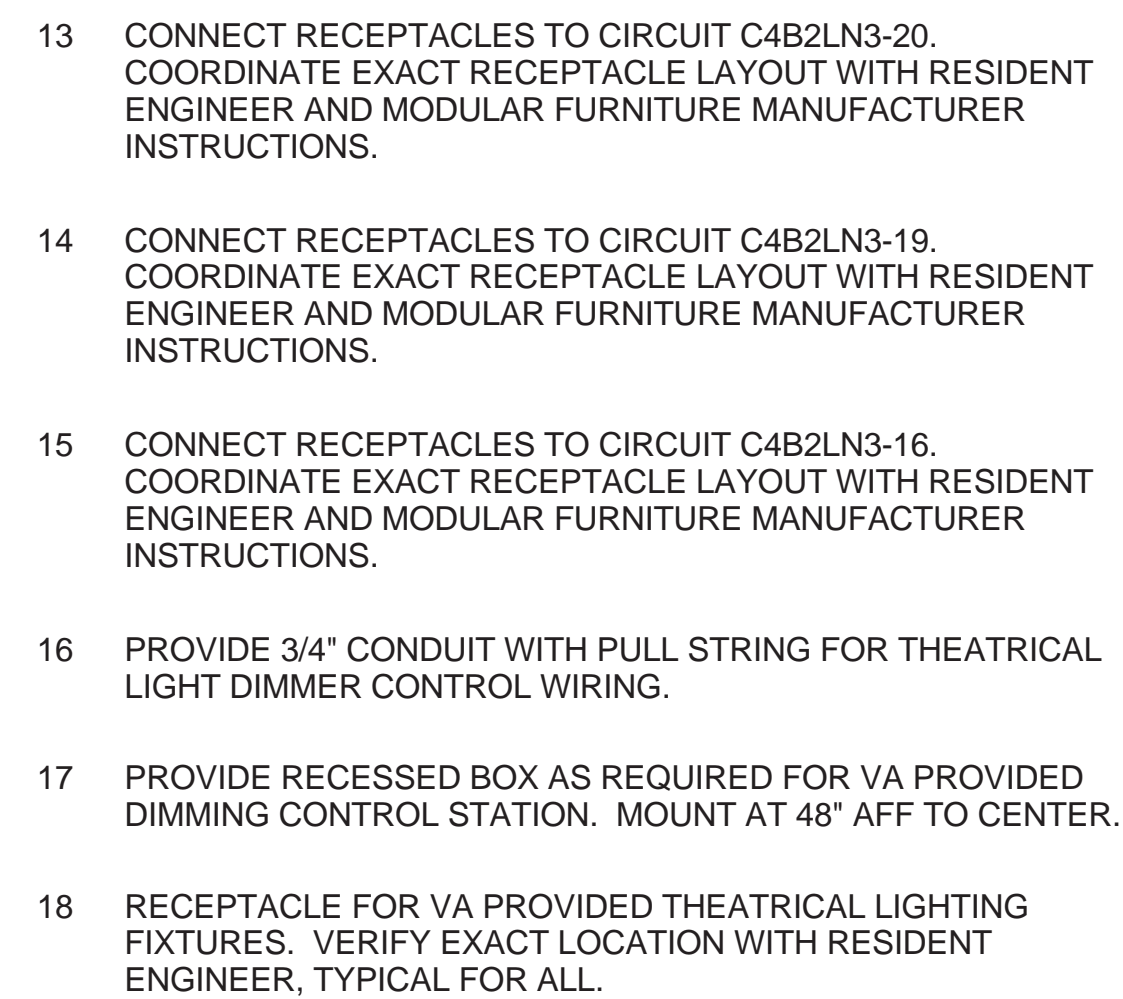 13 CONNECT RECEPTACLES TO CIRCUIT C4B2LN3-20.
COORDINATE EXACT RECEPTACLE LAYOUT WITH RESIDENT
ENGINEER AND MODULAR FURNITURE MANUFACTURER
INSTRUCTIONS.
14 CONNECT RECEPTACLES TO CIRCUIT C4B2LN3-19.
COORDINATE EXACT RECEPTACLE LAYOUT WITH RESIDENT
ENGINEER AND MODULAR FURNITURE MANUFACTURER
INSTRUCTIONS.
15 CONNECT RECEPTACLES TO CIRCUIT C4B2LN3-16.
COORDINATE EXACT RECEPTACLE LAYOUT WITH RESIDENT
ENGINEER AND MODULAR FURNITURE MANUFACTURER
INSTRUCTIONS.
16 PROVIDE 3/4" CONDUIT WITH PULL STRING FOR THEATRICAL
LIGHT DIMMER CONTROL WIRING.
17 PROVIDE RECESSED BOX AS REQUIRED FOR VA PROVIDED
DIMMING CONTROL STATION.  MOUNT AT 48" AFF TO CENTER.
18 RECEPTACLE FOR VA PROVIDED THEATRICAL LIGHTING
FIXTURES.  VERIFY EXACT LOCATION WITH RESIDENT
ENGINEER, TYPICAL FOR ALL.